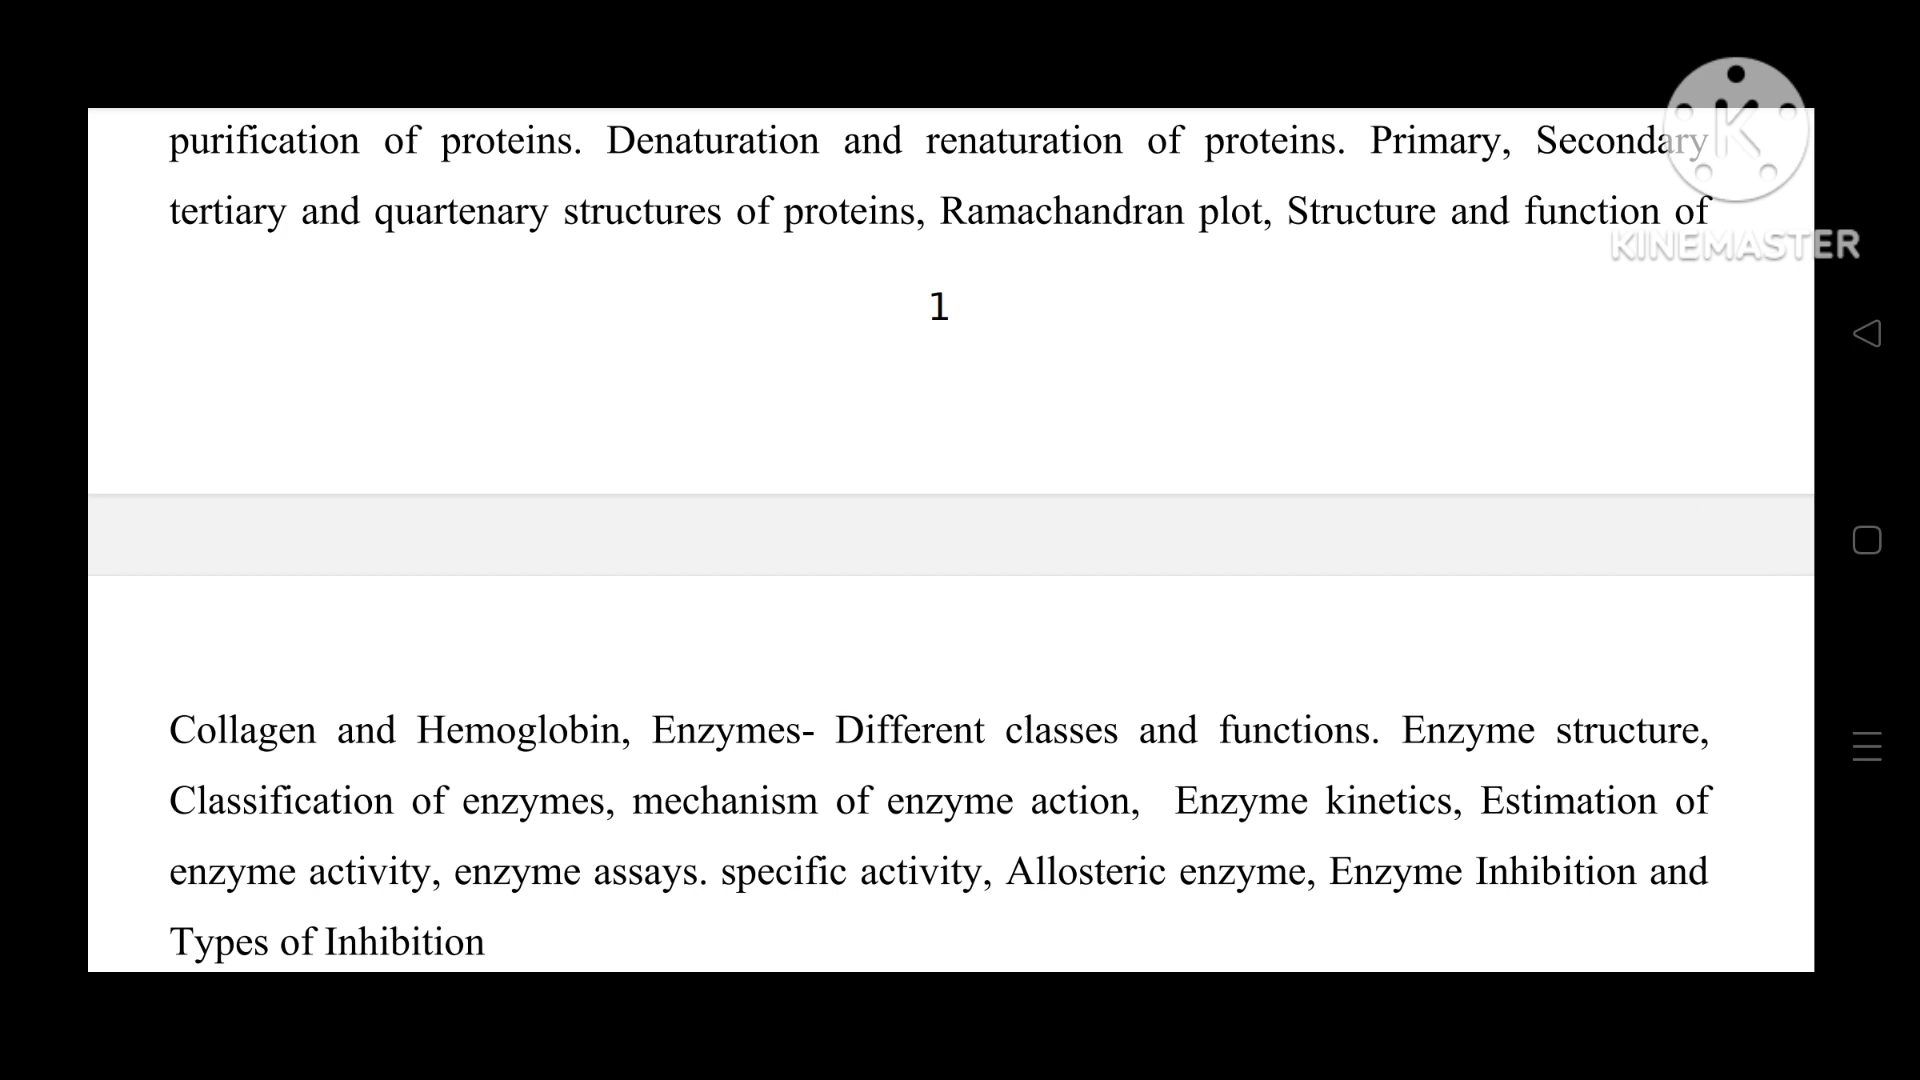 purification of proteins. Denaturation and renaturation of proteins. Primary, Secondary
tertiary and quartenary structures of proteins, Ramachandran plot, Structure and function of
K
KINEMASTER
1
Collagen and Hemoglobin, Enzymes- Different classes and functions. Enzyme structure,
Classification of enzymes, mechanism of enzyme action, Enzyme kinetics, Estimation of
enzyme activity, enzyme assays. specific activity, Allosteric enzyme, Enzyme Inhibition and
Types of Inhibition